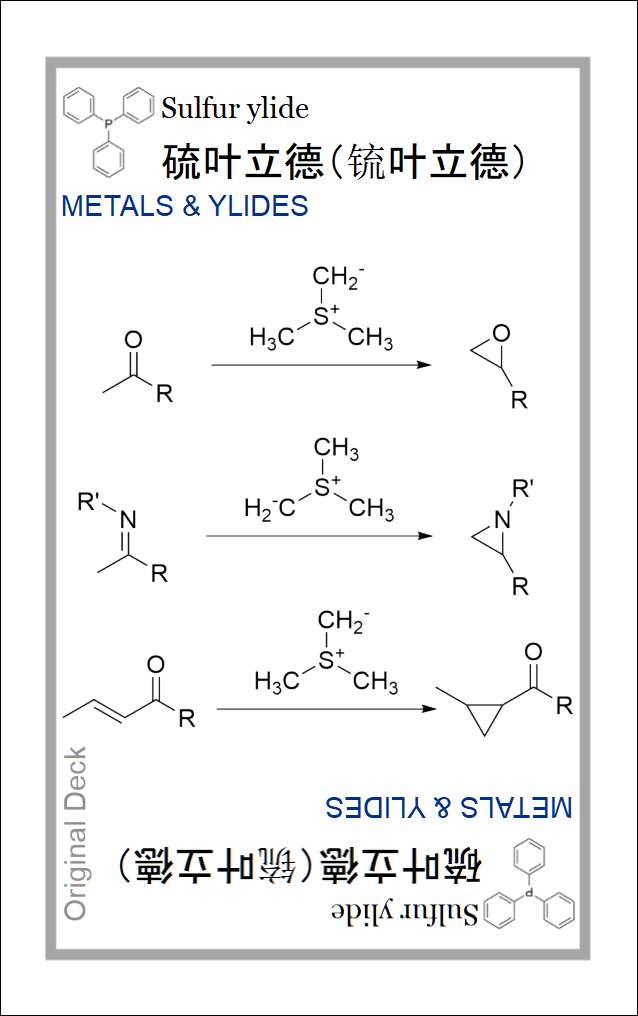 P
Sulfur ylide
硫叶立德(锍叶立德)
METALS & YLIDES
CH2-
S+
H3C CH3
O
R
O
R
CH3
S+
H2-C CH3
R'
N
R
R'
N
R
CH2-
S+
H3C CH3
O
R
O
R
Original Deck
METALS & YLIDES
硫叶立德(锍叶立德)
Sulfur ylide
P